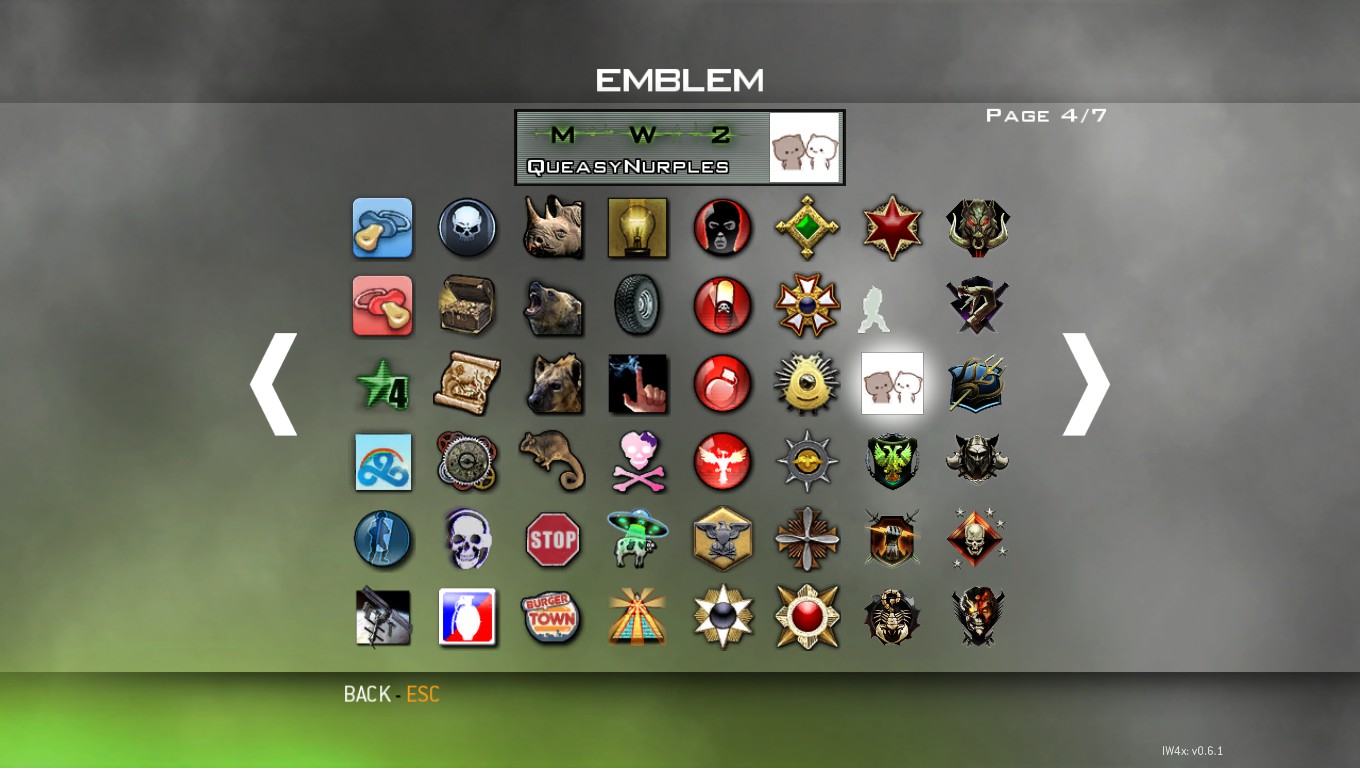 EMBLEM
Page 4/7
M W 2
QueasyNurples
4
STOP
BURGER
TOWN
BACK - ESC
IW4x: v0.6.1